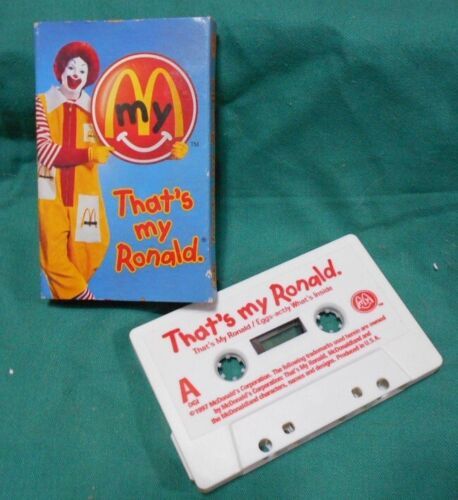 my
TM
That's
my
Ronald.®
That's my Ronald.
That's My Ronald / Eggs-actly What's Inside
A
©1997 McDonald's Corporation. The following trademarks used herein are owned
by McDonald's Corporation: That's My Ronald, McDonaldland and
the McDonaldland characters, names and designs. Produced in U.S.A.